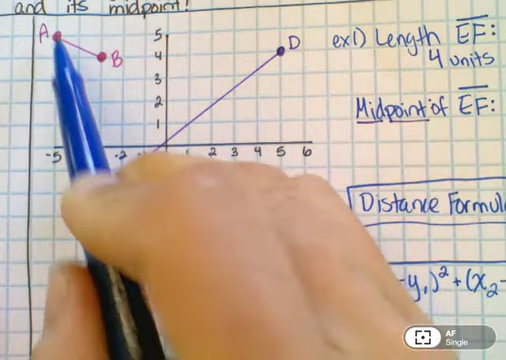 and its midpoint!
A
B
D
5
4
3
2
1
-5
-2
2 3 4 5 6
ex1) Length EF:
4 units
Midpoint of EF:
Distance Formul
-y₁)² + (x₂ -
AF
Single